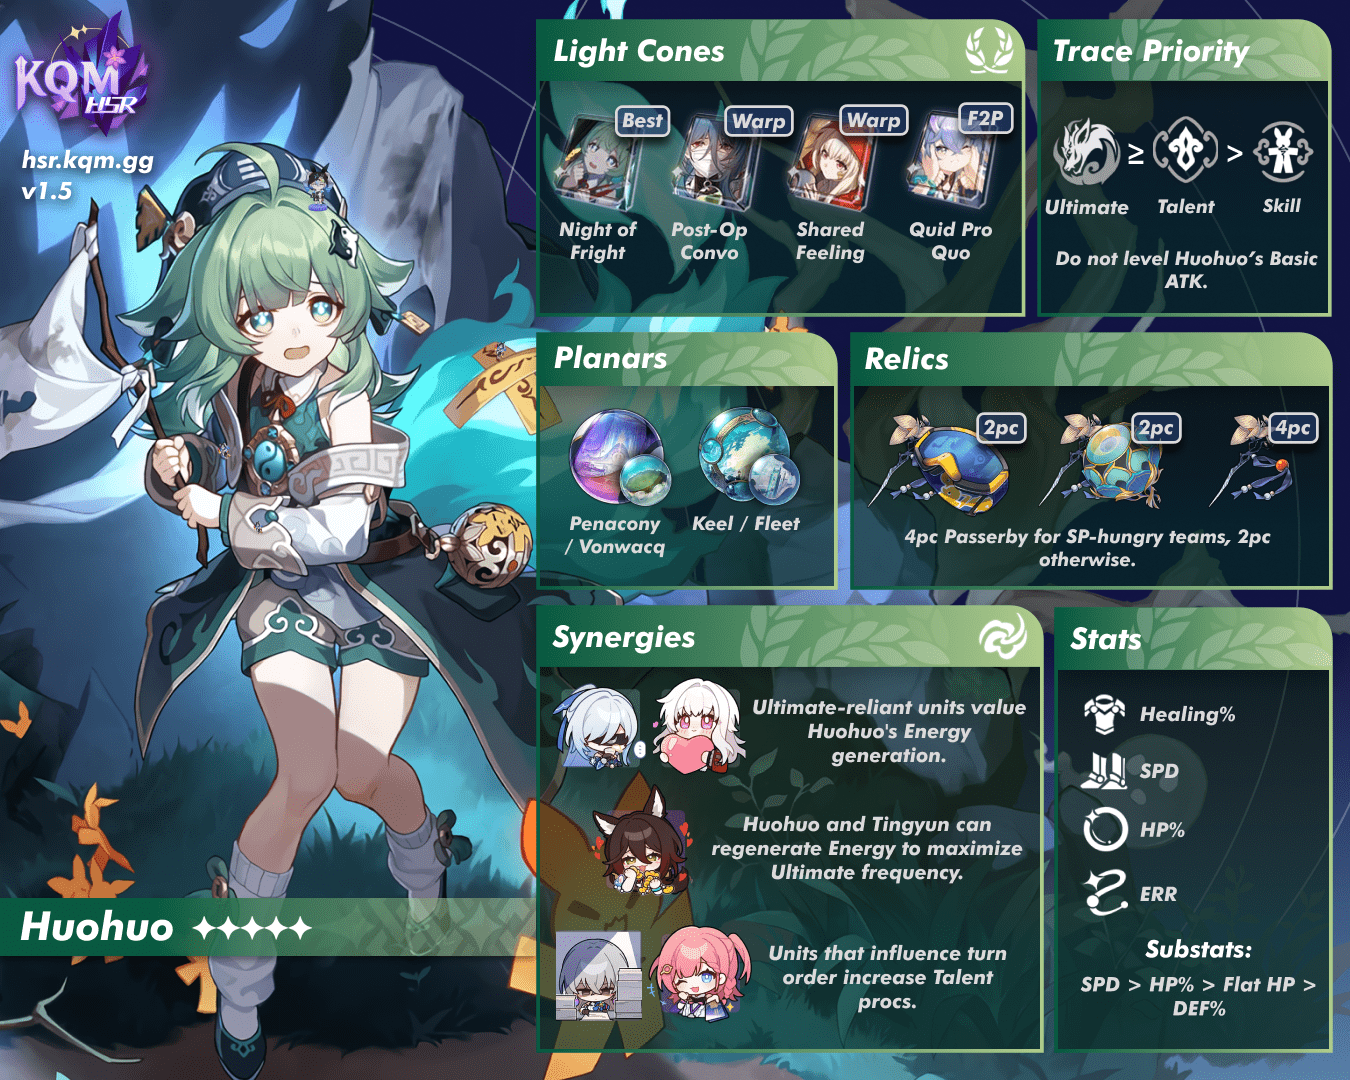 KQM
HSR
hsr.kqm.gg
v1.5
Huohuo
Light Cones
Best
Warp
Warp
F2P
Night of
Fright
Post-Op
Convo
Shared
Feeling
Quid Pro
Quo
Trace Priority
≥
>
Ultimate
Talent
Skill
Do not level Huohuo's Basic
ATK.
Planars
Penacony
/ Vonwacq
Keel / Fleet
Relics
2pc
2pc
4pc
4pc Passerby for SP-hungry teams, 2pc
otherwise.
Synergies
Ultimate-reliant units value
Huohuo's Energy
generation.
Huohuo and Tingyun can
regenerate Energy to maximize
Ultimate frequency.
Units that influence turn
order increase Talent
procs.
Stats
Healing%
SPD
HP%
ERR
Substats:
SPD > HP% > Flat HP >
DEF%